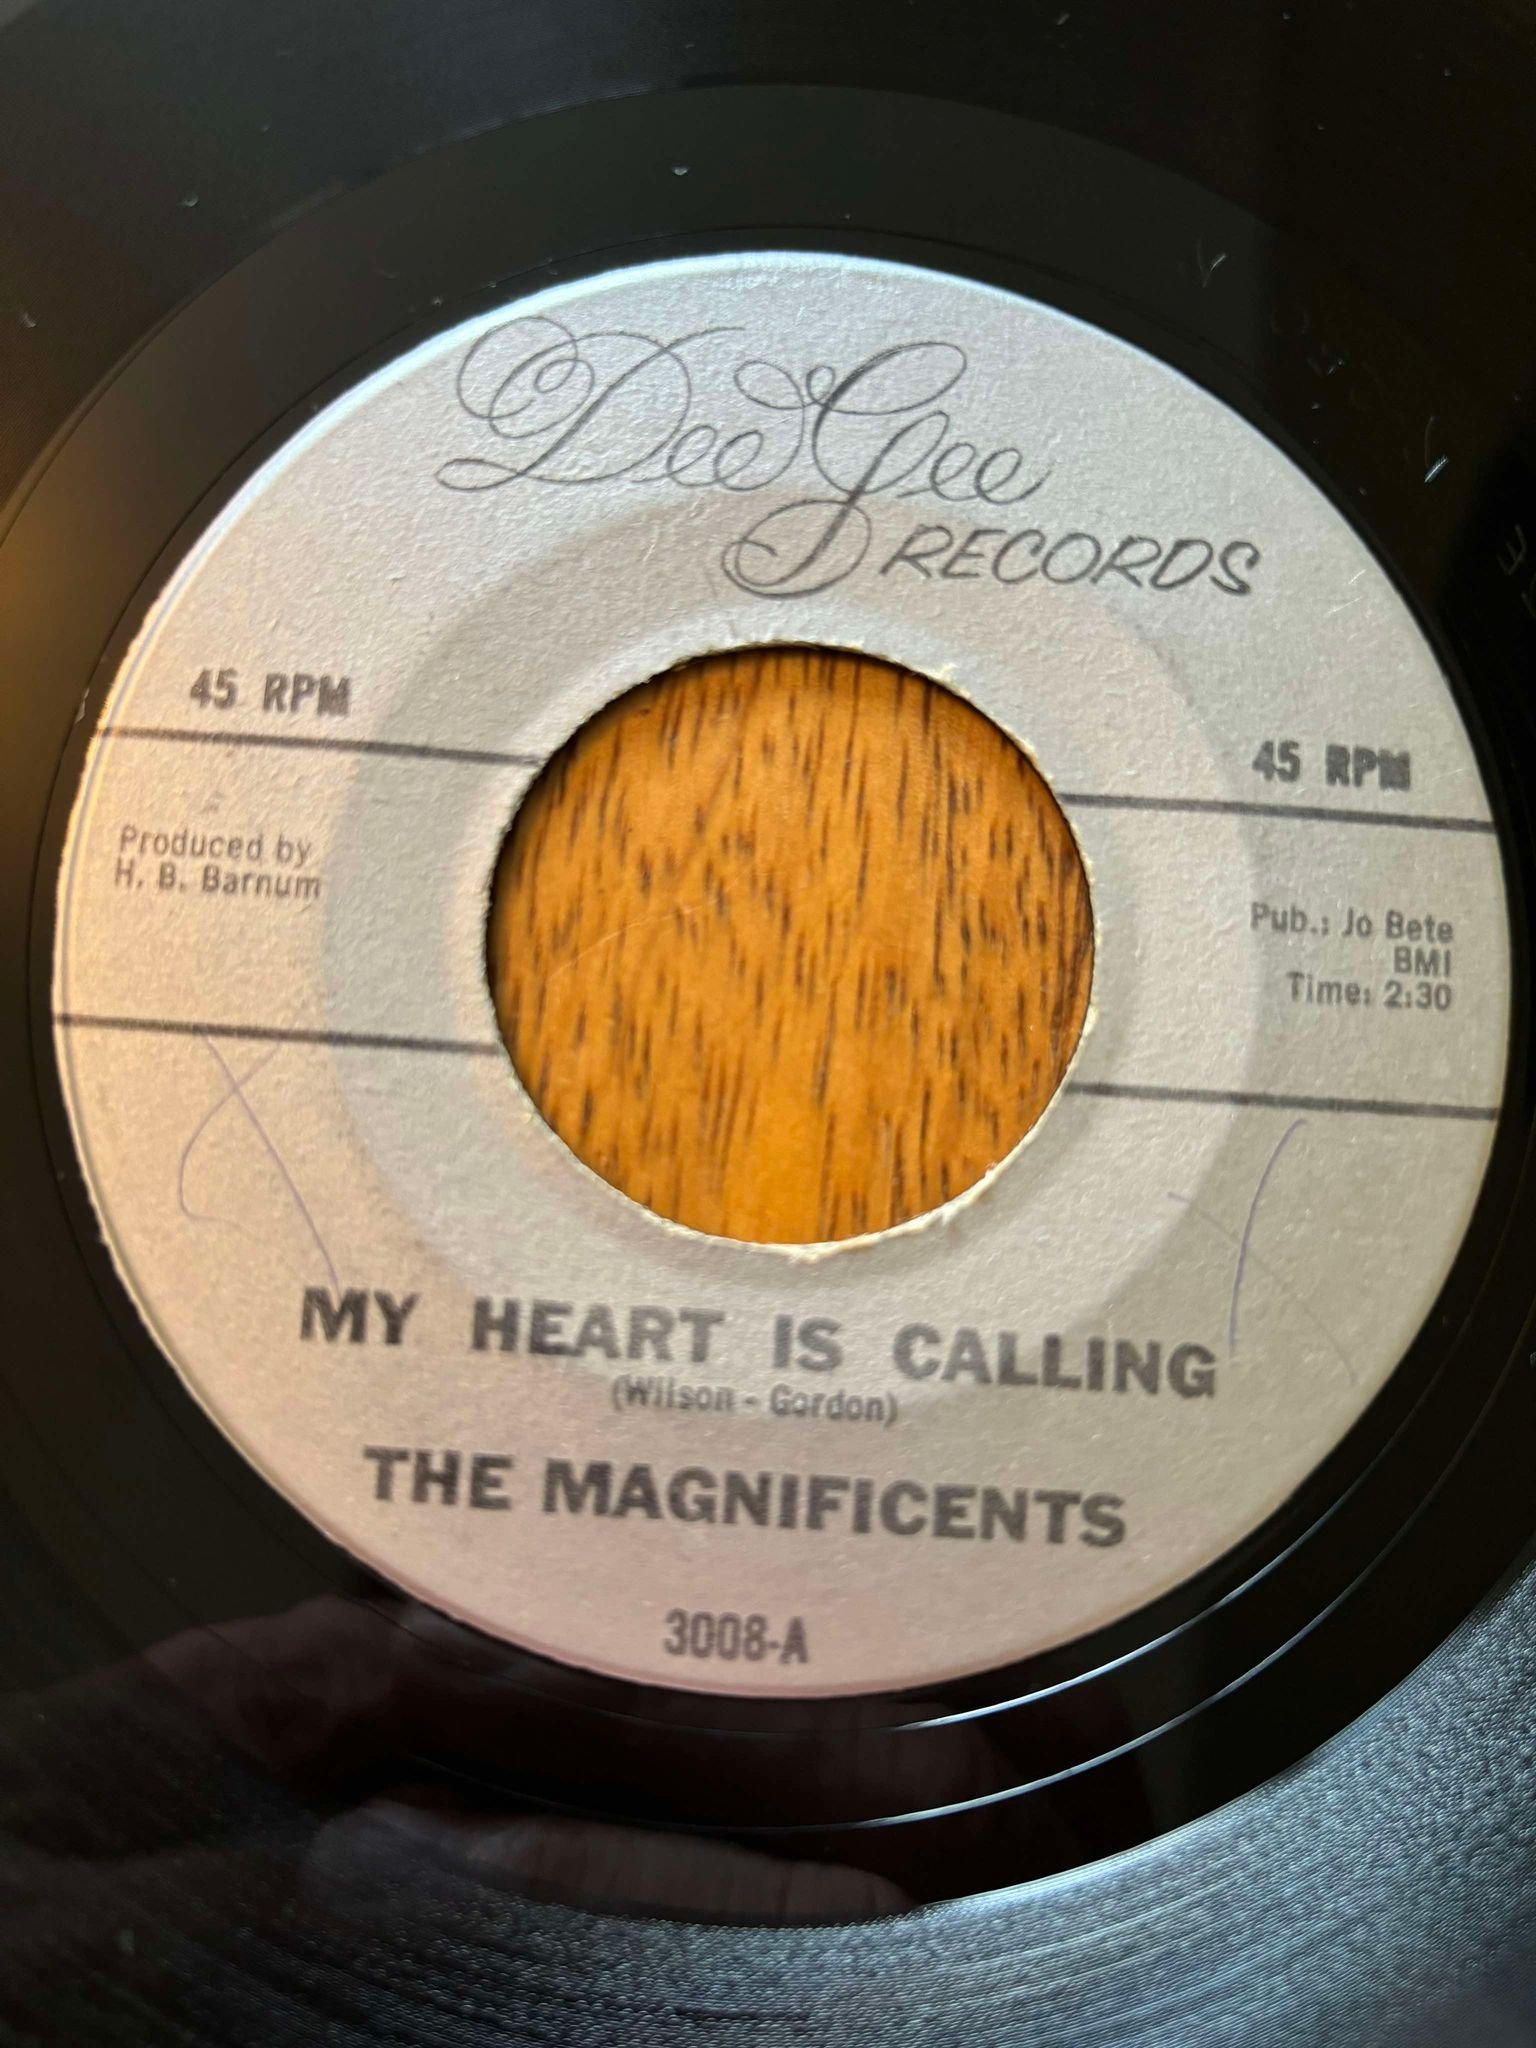 Dee Gee
RECORDS
45 RPM
45 RPM
Produced by
H. B. Barnum
Pub.: Jo Bete
BMI
Time: 2:30
MY HEART IS CALLING
(Wilson - Gordon)
THE MAGNIFICENTS
3008-A